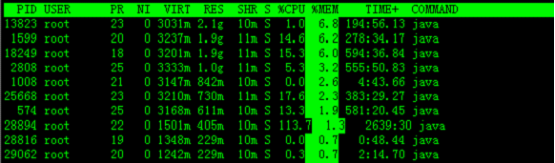 PID USER PR NI VIRT RES SHR S %CPU %MEM TIME+ COMMAND
13823 root 23 0 3031m 2.1g 10m S 1.0 6.8 194:56.13 java
1599 root 20 0 3237m 1.9g 11m S 14.6 6.2 278:34.17 java
18249 root 18 0 3201m 1.9g 11m S 15.3 6.0 594:36.84 java
2808 root 25 0 3333m 1.0g 11m S 5.3 3.2 555:50.83 java
1008 root 21 0 3147m 842m 10m S 0.0 2.6 4:43.66 java
25668 root 23 0 3210m 730m 11m S 17.6 2.3 383:29.27 java
574 root 25 0 3168m 611m 10m S 13.3 1.9 581:20.45 java
28894 root 22 0 1501m 405m 10m S 113.7 1.3 2639:30 java
28816 root 19 0 1348m 229m 10m S 0.0 0.7 0:48.44 java
29062 root 20 0 1242m 229m 10m S 0.3 0.7 2:14.70 java